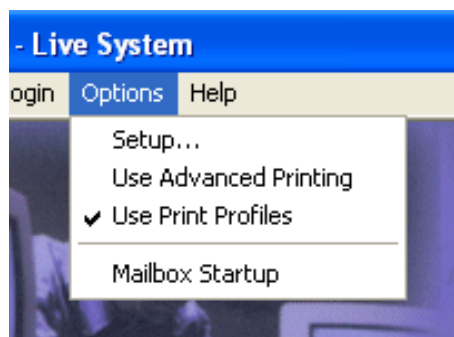 - Live System
ogin Options Help
Setup...
Use Advanced Printing
Use Print Profiles
Mailbox Startup